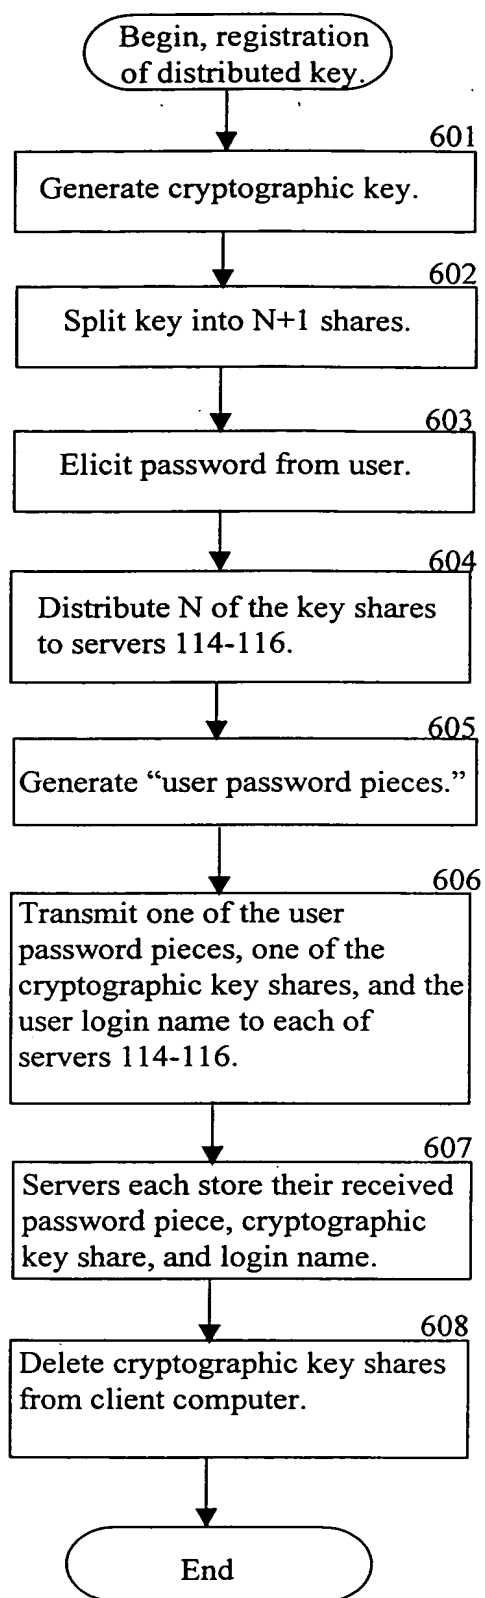 Begin, registration
of distributed key.
601
Generate cryptographic key.
602
Split key into N+1 shares.
603
Elicit password from user.
604
Distribute N of the key shares
to servers 114-116.
605
Generate “user password pieces.”
606
Transmit one of the user
password pieces, one of the
cryptographic key shares, and the
user login name to each of
servers 114-116.
607
Servers each store their received
password piece, cryptographic
key share, and login name.
608
Delete cryptographic key shares
from client computer.
End